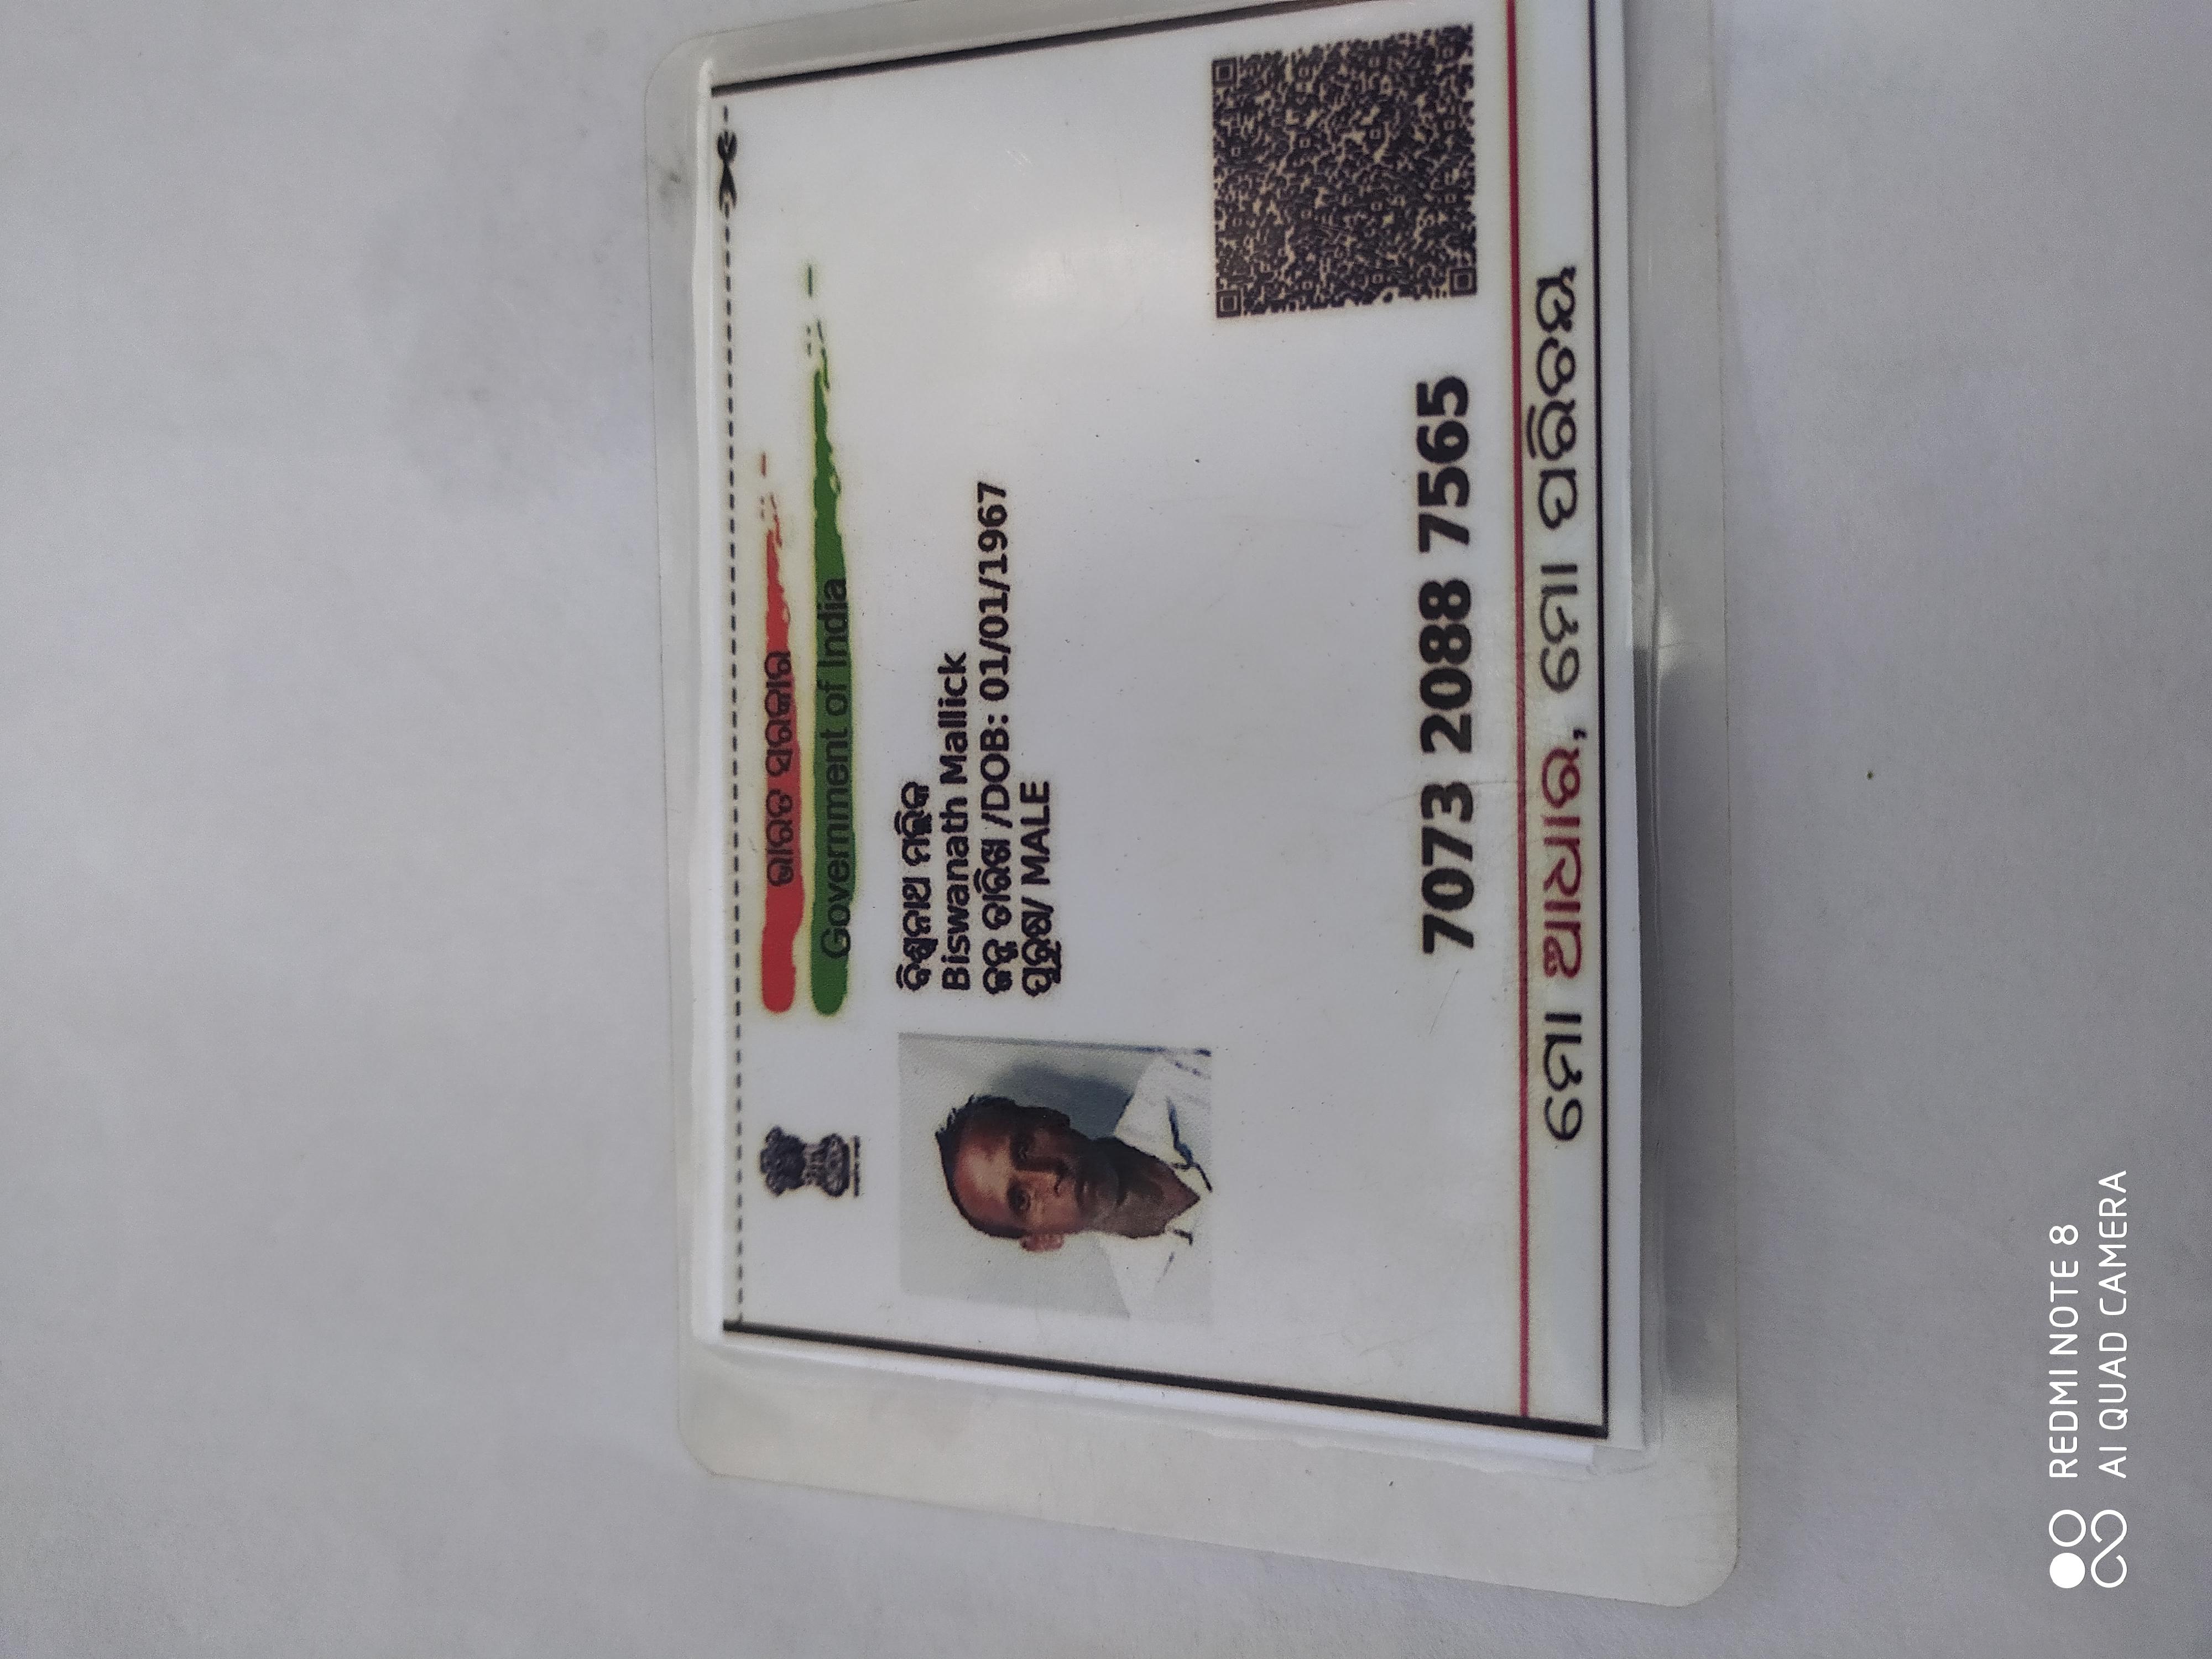 ଭାରତ ସରକାର
Government of India
ବିଶ୍ୱନାଥ ମଲ୍ଲିକ
Biswanath Mallick
ଜନ୍ମ ତାରିଖ /DOB: 01/01/1967
ପୁରୁଷ/ MALE
7073 2088 7565
ମୋ ଆଧାର, ମୋ ପରିଚୟ
REDMI NOTE 8
AI QUAD CAMERA